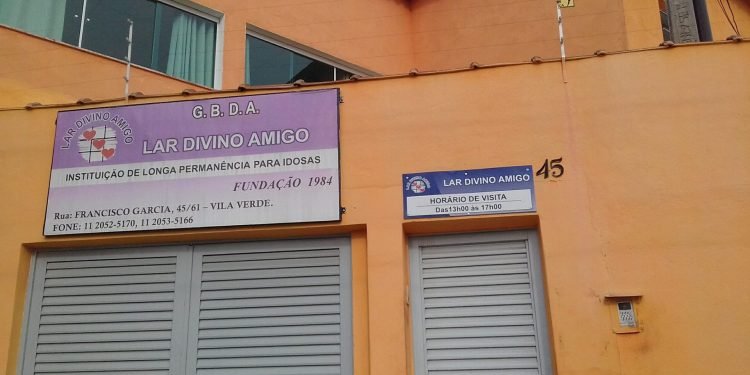 G. B. D. A.
LAR DIVINO AMIGO
LAR DIVINO AMIGO
INSTITUIÇÃO DE LONGA PERMANÊNCIA PARA IDOSAS
FUNDAÇÃO 1984
Rua: FRANCISCO GARCIA, 45/61 – VILA VERDE.
FONE: 11 2052-5170, 11 2053-5166
LAR DIVINO AMIGO
HORÁRIO DE VISITA
Das13h00 às 17h00
45